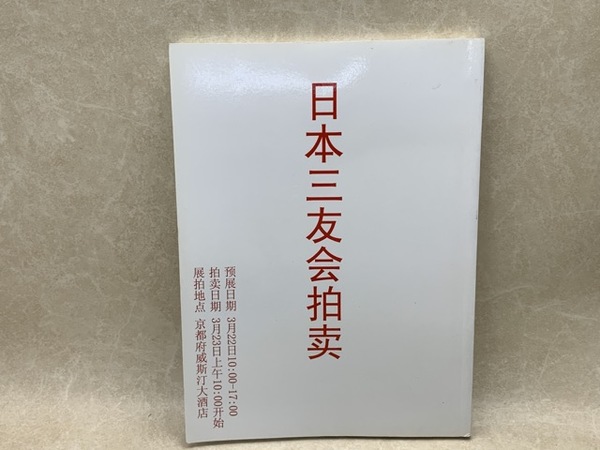 日本三友会拍卖
预展日期 3月22日10:00-17:00
拍卖日期 3月23日上午10:00开始
展拍地点 京都府威斯汀大酒店